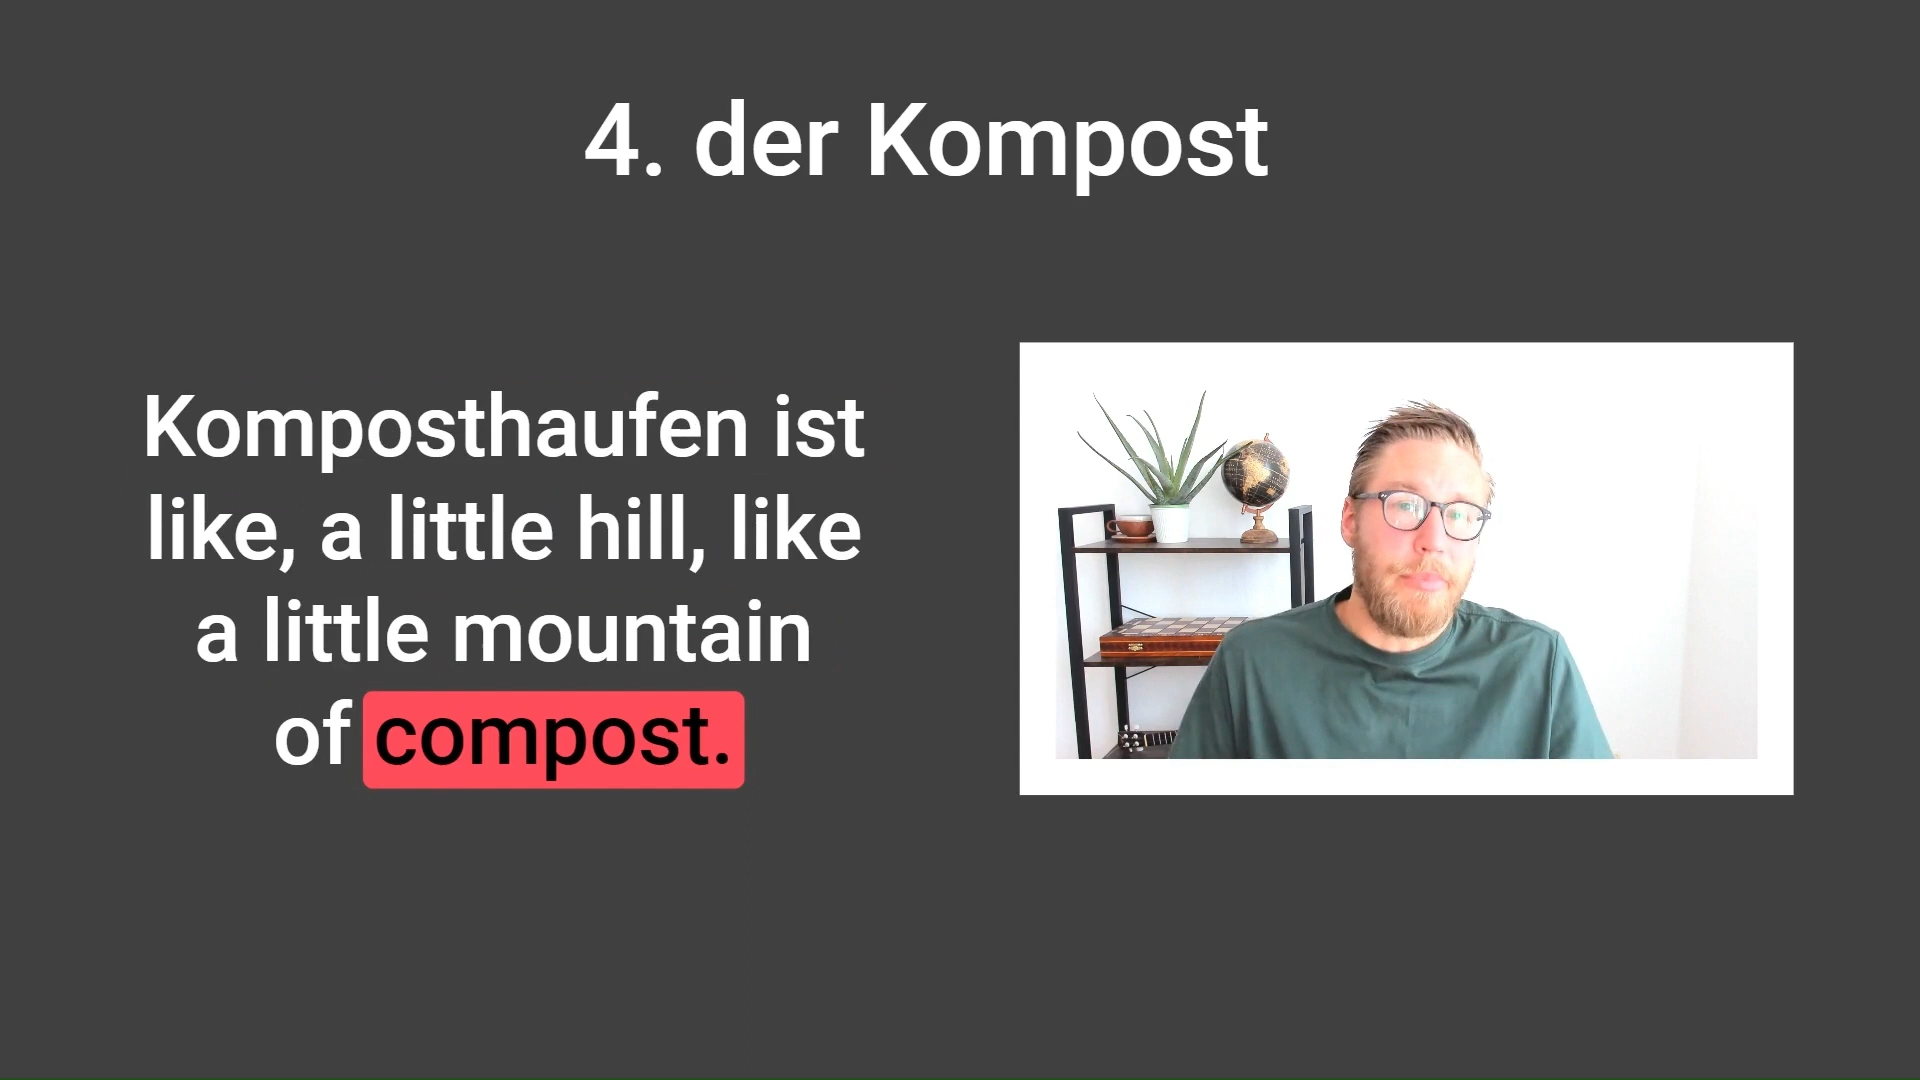 4. der Kompost
Komposthaufen ist
like, a little hill, like
a little mountain
of compost.